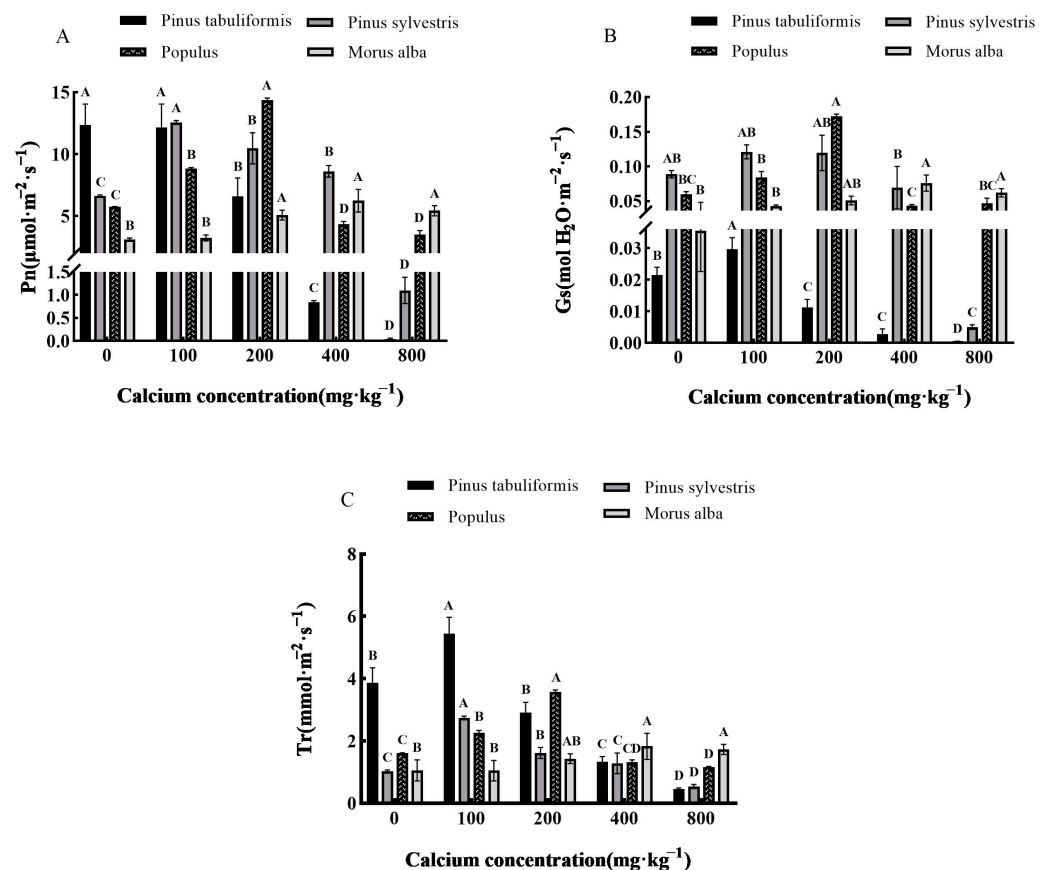 A
Pinus tabuliformis
Pinus sylvestris
Populus
Morus alba
Pn(μmol·m⁻²·s⁻¹)
15
10
5
1.5
1.0
0.5
0.0
A A A
A A B B
C C B A
B B A
B A D
C D A
D D B A
0 100 200 400 800
Calcium concentration(mg·kg⁻¹)
B
Pinus tabuliformis
Pinus sylvestris
Populus
Morus alba
Gs(mol H₂O·m⁻²·s⁻¹)
0.20
0.15
0.10
0.05
0.03
0.02
0.01
0.00
B AB BC B
A AB B B
C AB A AB
C B C A
D C BC A
0 100 200 400 800
Calcium concentration(mg·kg⁻¹)
C
Pinus tabuliformis
Pinus sylvestris
Populus
Morus alba
Tr(mmol·m⁻²·s⁻¹)
8
6
4
2
0
B C C B
A A B B
B B A AB
C C CD A
D D D A
0 100 200 400 800
Calcium concentration(mg·kg⁻¹)